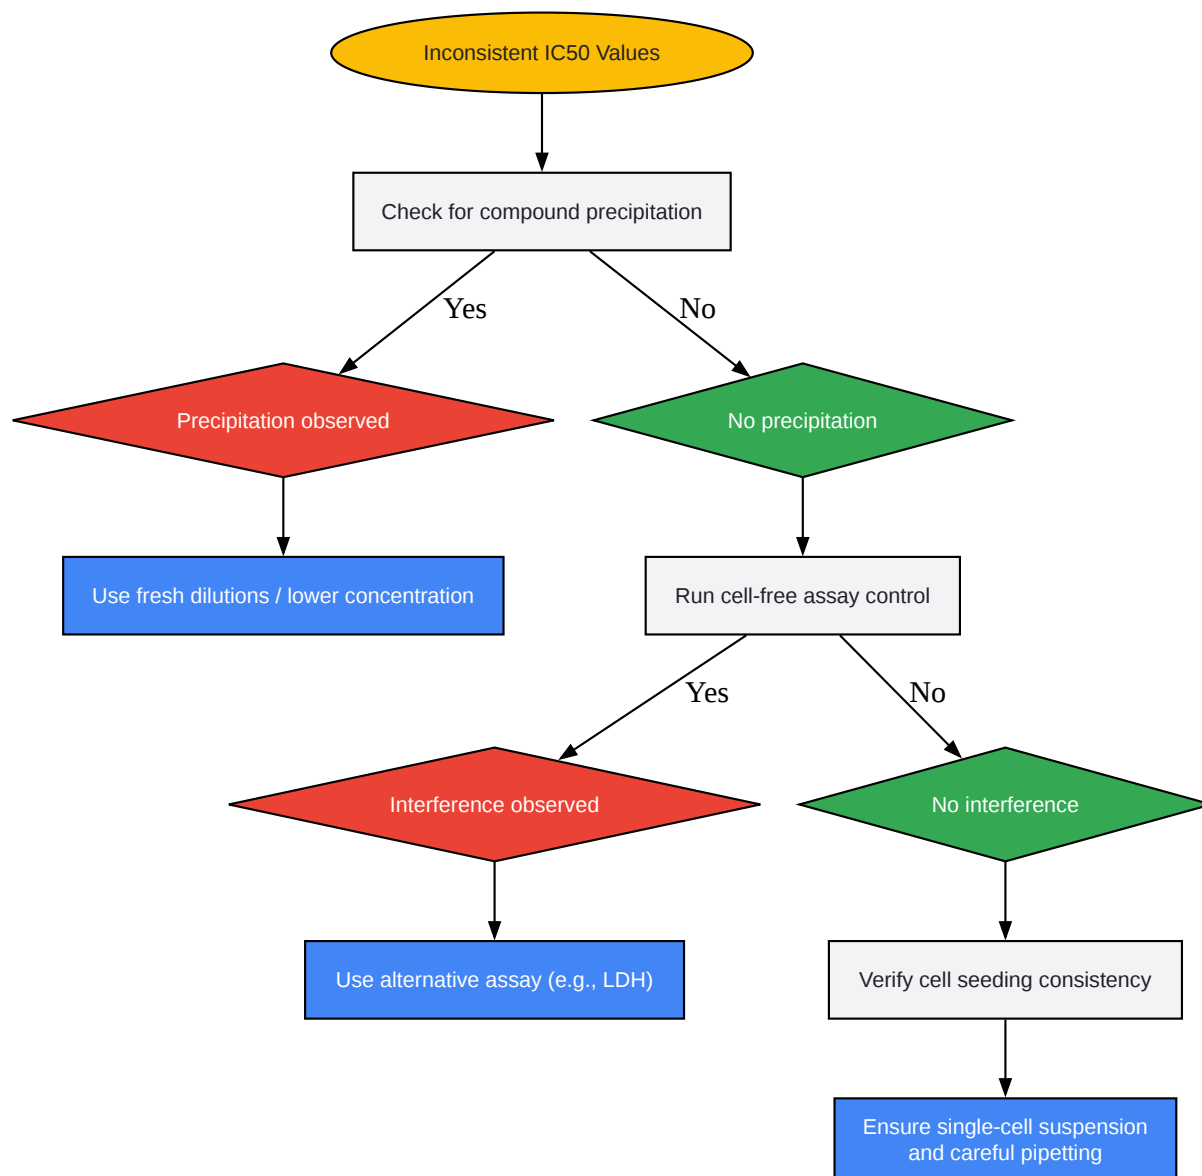 Inconsistent IC50 Values
Check for compound precipitation
Yes
No
Precipitation observed
No precipitation
Use fresh dilutions / lower concentration
Run cell-free assay control
Yes
No
Interference observed
No interference
Use alternative assay (e.g., LDH)
Verify cell seeding consistency
Ensure single-cell suspension
and careful pipetting